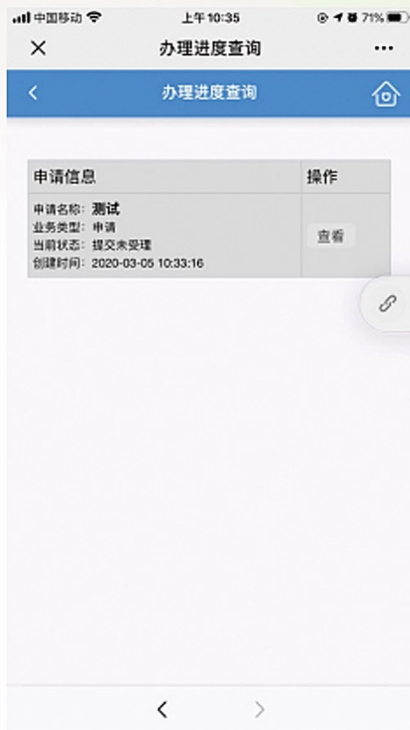 中国移动 上午10:35 71%
办理进度查询
办理进度查询
申请信息 操作
申请名称：测试
业务类型：申请
当前状态：提交未受理
创建时间：2020-03-05 10:33:16
查看